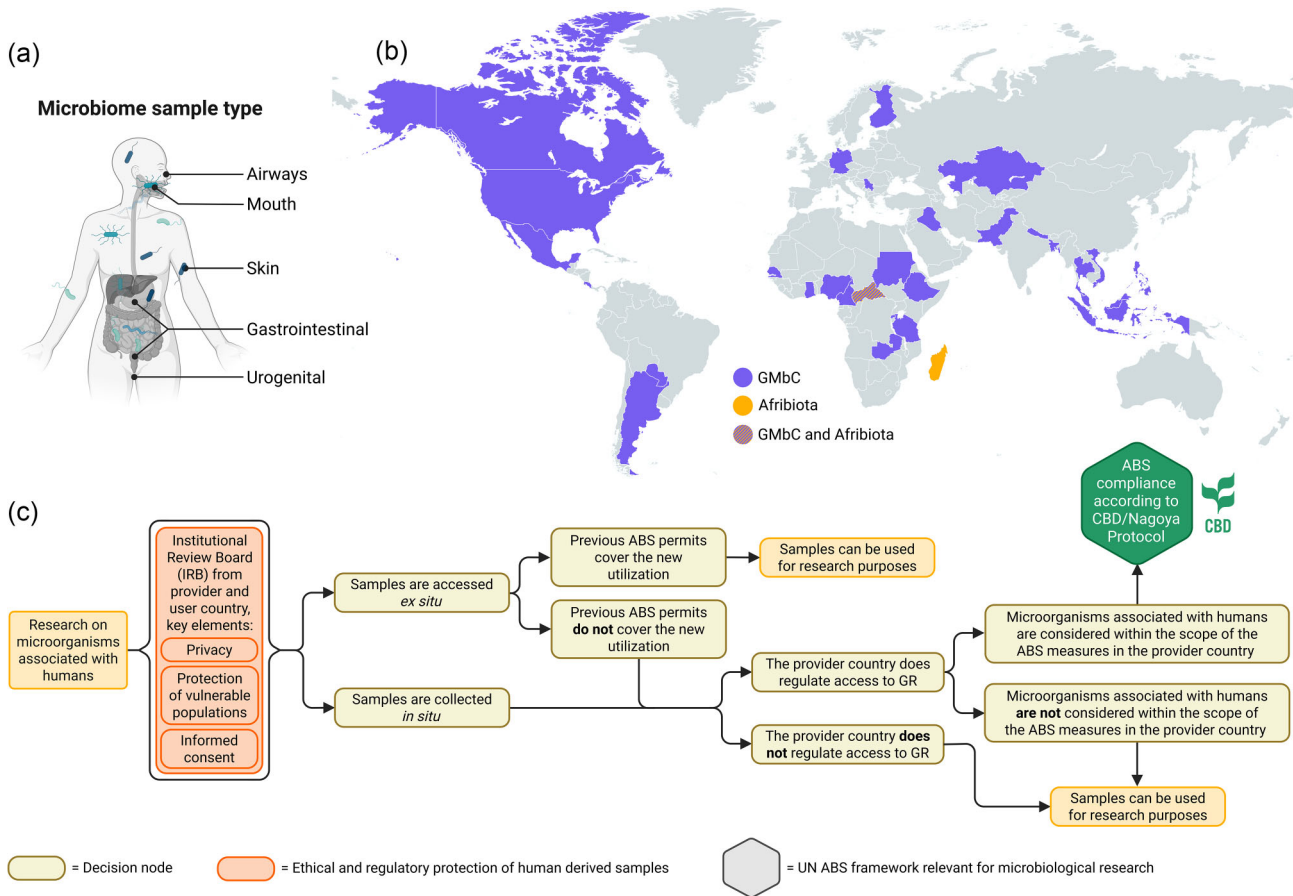 (a)
Microbiome sample type
Airways
Mouth
Skin
Gastrointestinal
Urogenital
(b)
GMbC
Afribiota
GMbC and Afribiota
(c)
Research on
microorganisms
associated with
humans
Institutional
Review Board
(IRB) from
provider and
user country,
key elements:
Privacy
Protection
of vulnerable
populations
Informed
consent
Samples are accessed
ex situ
Samples are collected
in situ
Previous ABS permits
cover the new
utilization
Previous ABS permits
do not cover the new
utilization
Samples can be used
for research purposes
The provider country does
regulate access to GR
The provider country does
not regulate access to GR
ABS
compliance
according to
CBD/Nagoya
Protocol
CBD
Microorganisms associated with humans
are considered within the scope of the
ABS measures in the provider country
Microorganisms associated with humans
are not considered within the scope of
the ABS measures in the provider country
Samples can be used
for research purposes
= Decision node
= Ethical and regulatory protection of human derived samples
= UN ABS framework relevant for microbiological research